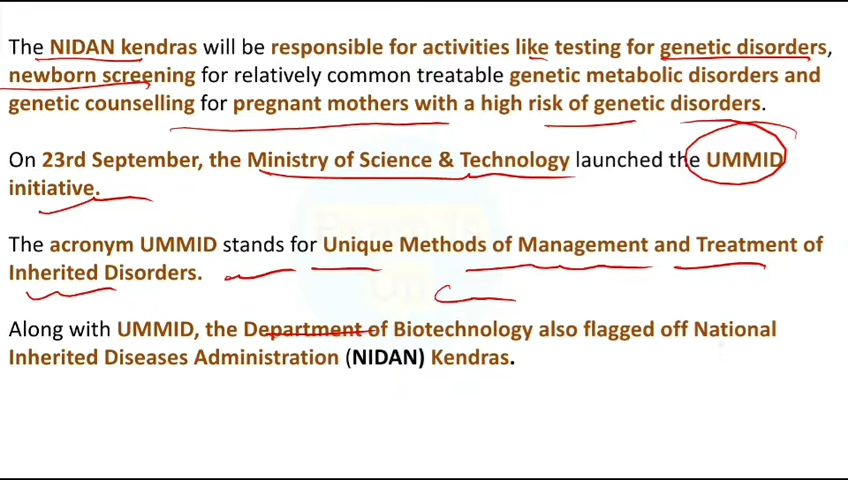 The NIDAN kendras will be responsible for activities like testing for genetic disorders,
newborn screening for relatively common treatable genetic metabolic disorders and
genetic counselling for pregnant mothers with a high risk of genetic disorders.
On 23rd September, the Ministry of Science & Technology launched the UMMID
initiative.
The acronym UMMID stands for Unique Methods of Management and Treatment of
Inherited Disorders.
Exam is
On
Along with UMMID, the Department of Biotechnology also flagged off National
Inherited Diseases Administration (NIDAN) Kendras.